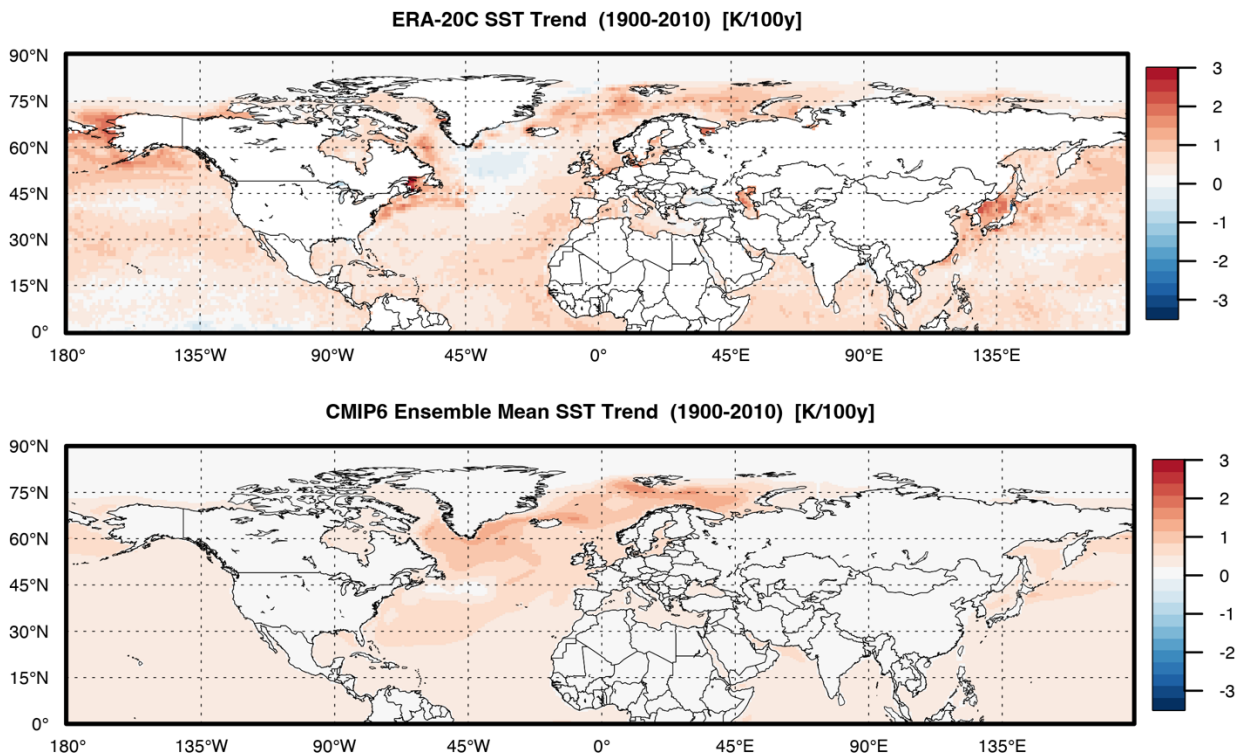 ERA-20C SST Trend (1900-2010) [K/100y]
90°N
75°N
60°N
45°N
30°N
15°N
0°
180°
135°W
90°W
45°W
0°
45°E
90°E
135°E
3
2
1
0
-1
-2
-3
CMIP6 Ensemble Mean SST Trend (1900-2010) [K/100y]
90°N
75°N
60°N
45°N
30°N
15°N
0°
180°
135°W
90°W
45°W
0°
45°E
90°E
135°E
3
2
1
0
-1
-2
-3